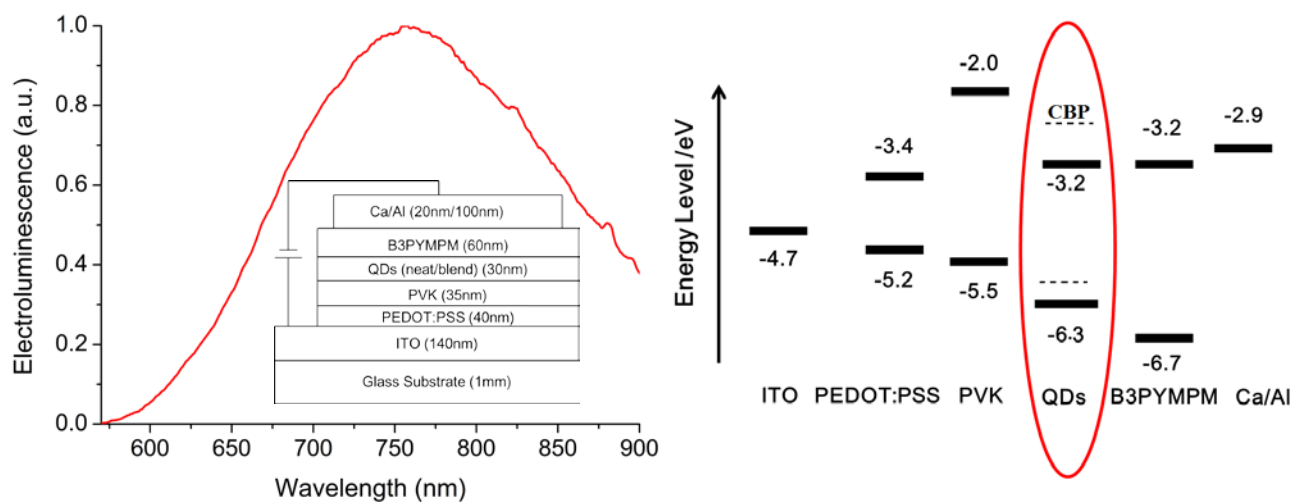 Electroluminescence (a.u.)
1.0
0.8
0.6
0.4
0.2
0.0
Ca/Al (20nm/100nm)
B3PYMPM (60nm)
QDs (neat/blend) (30nm)
PVK (35nm)
PEDOT:PSS (40nm)
ITO (140nm)
Glass Substrate (1mm)
600 650 700 750 800 850 900
Wavelength (nm)
Energy Level /eV
-4.7
-3.4
-5.2
-2.0
-5.5
CBP
-3.2
-6.3
-3.2
-6.7
-2.9
ITO PEDOT:PSS PVK QDs B3PYMPM Ca/Al